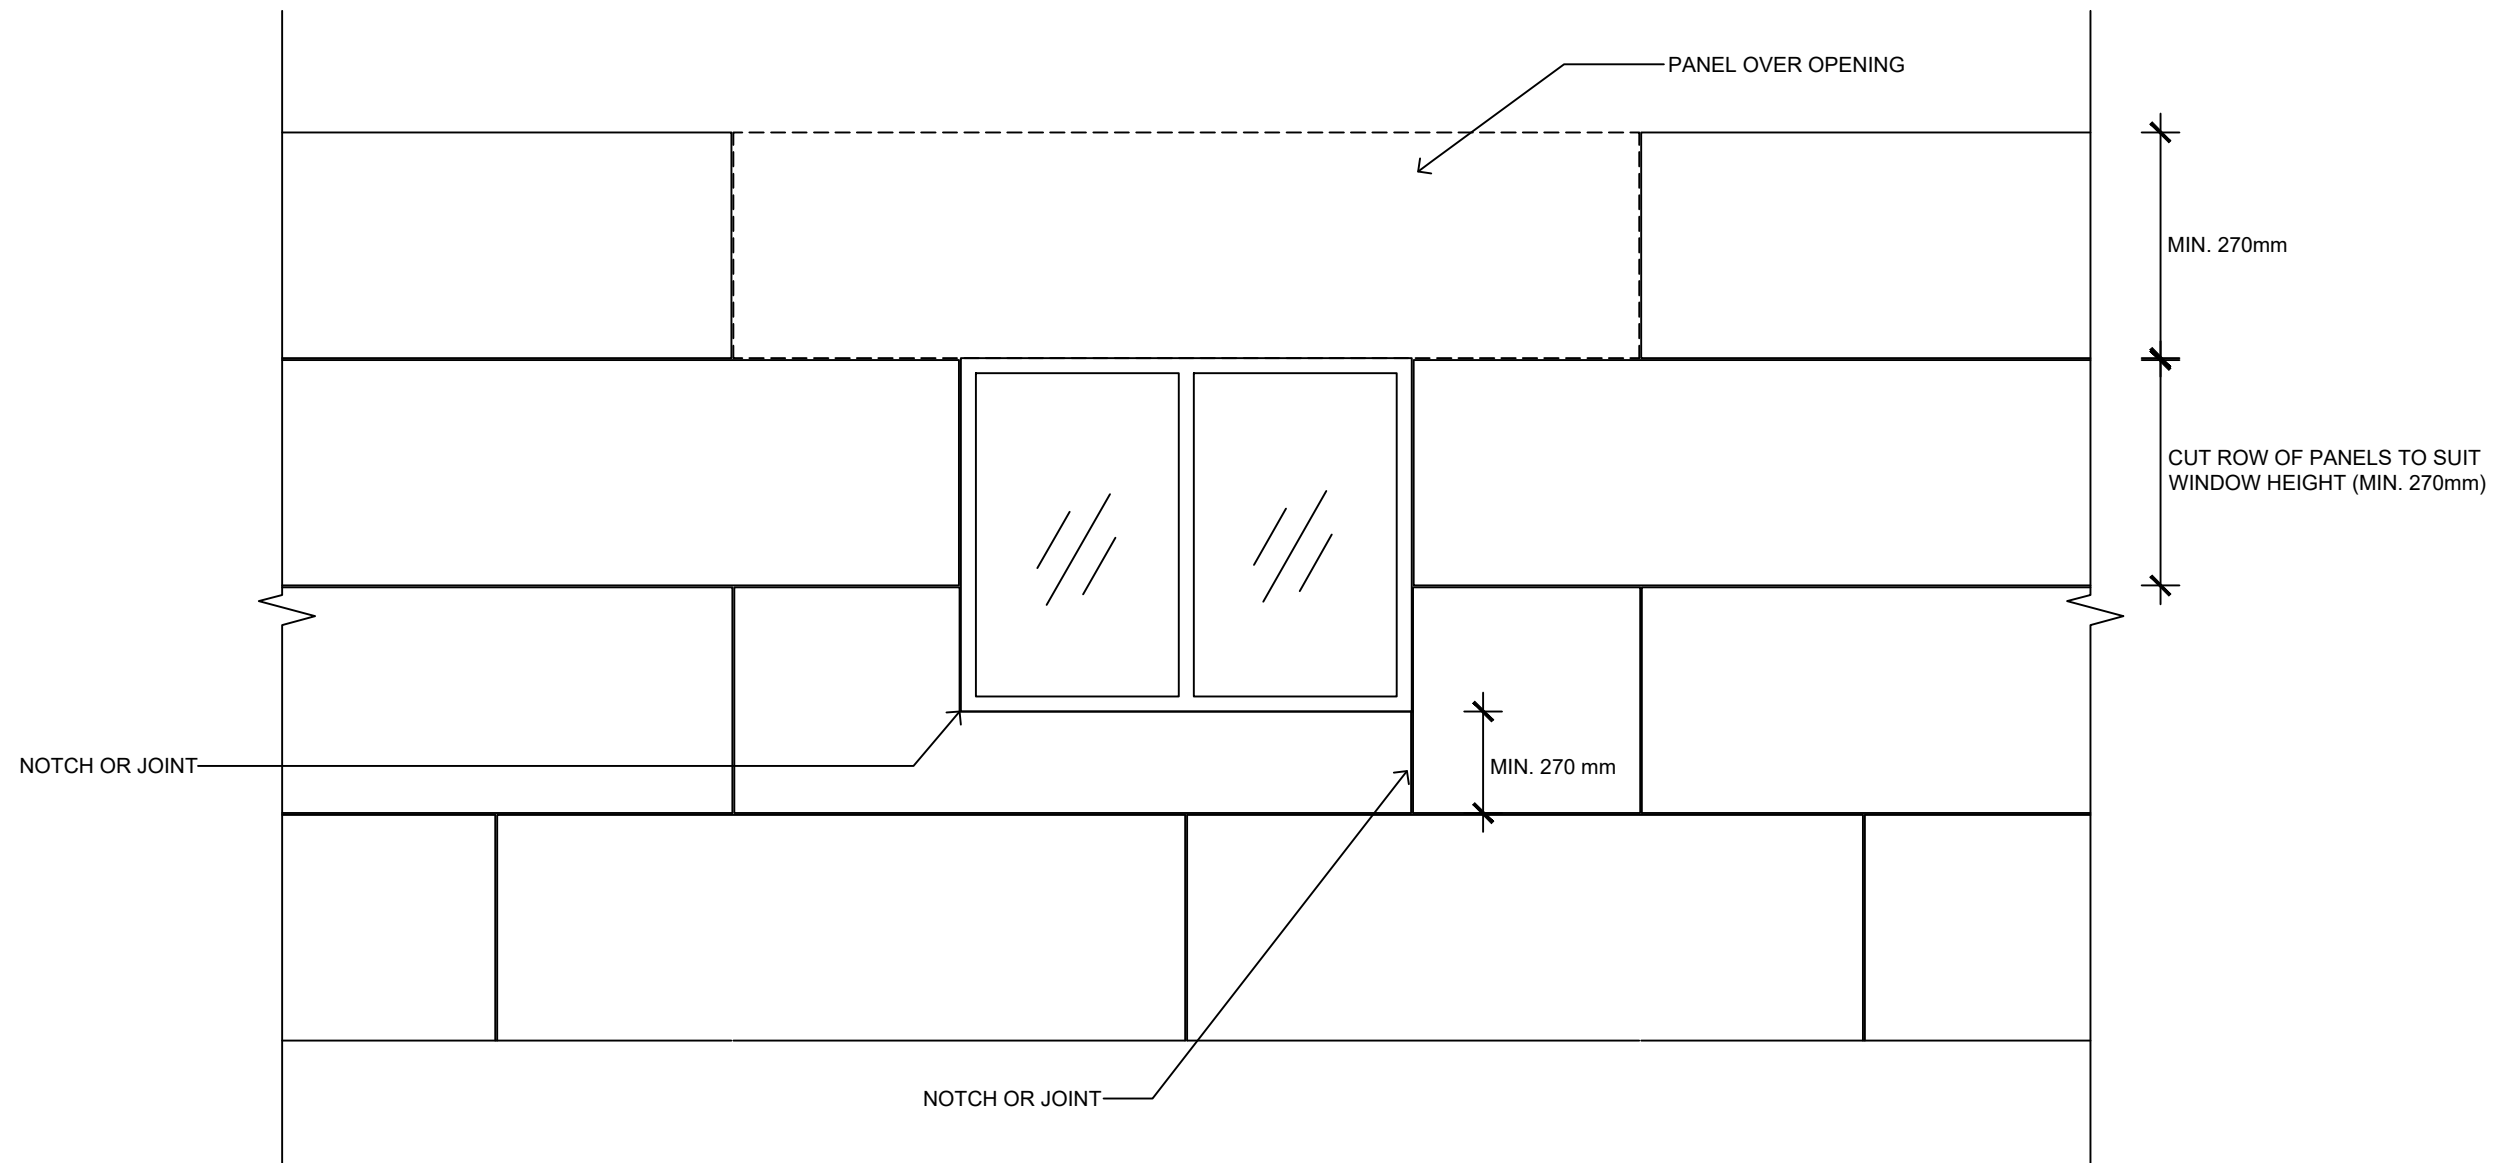 PANEL OVER OPENING
MIN. 270mm
CUT ROW OF PANELS TO SUIT
WINDOW HEIGHT (MIN. 270mm)
NOTCH OR JOINT
MIN. 270 mm
NOTCH OR JOINT